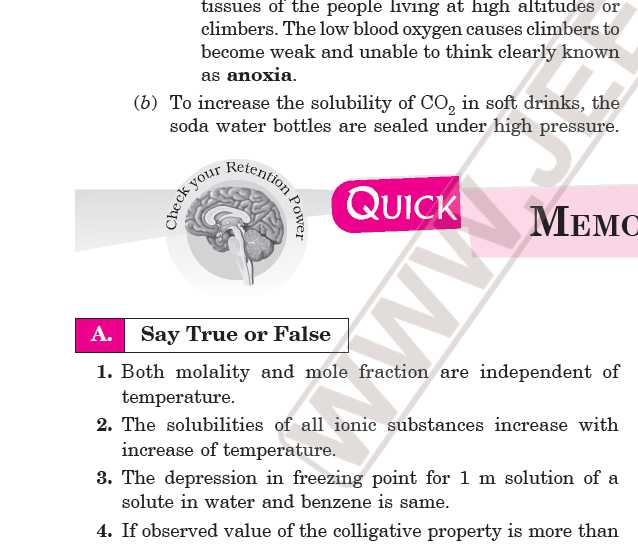 tissues of the people living at high altitudes or
climbers. The low blood oxygen causes climbers to
become weak and unable to think clearly known
as anoxia.
(b) To increase the solubility of CO₂ in soft drinks, the
soda water bottles are sealed under high pressure.
Check your Retention Power
QUICK
MEMO
A. Say True or False
1. Both molality and mole fraction are independent of
temperature.
2. The solubilities of all ionic substances increase with
increase of temperature.
3. The depression in freezing point for 1 m solution of a
solute in water and benzene is same.
4. If observed value of the colligative property is more than
WWW.JEE